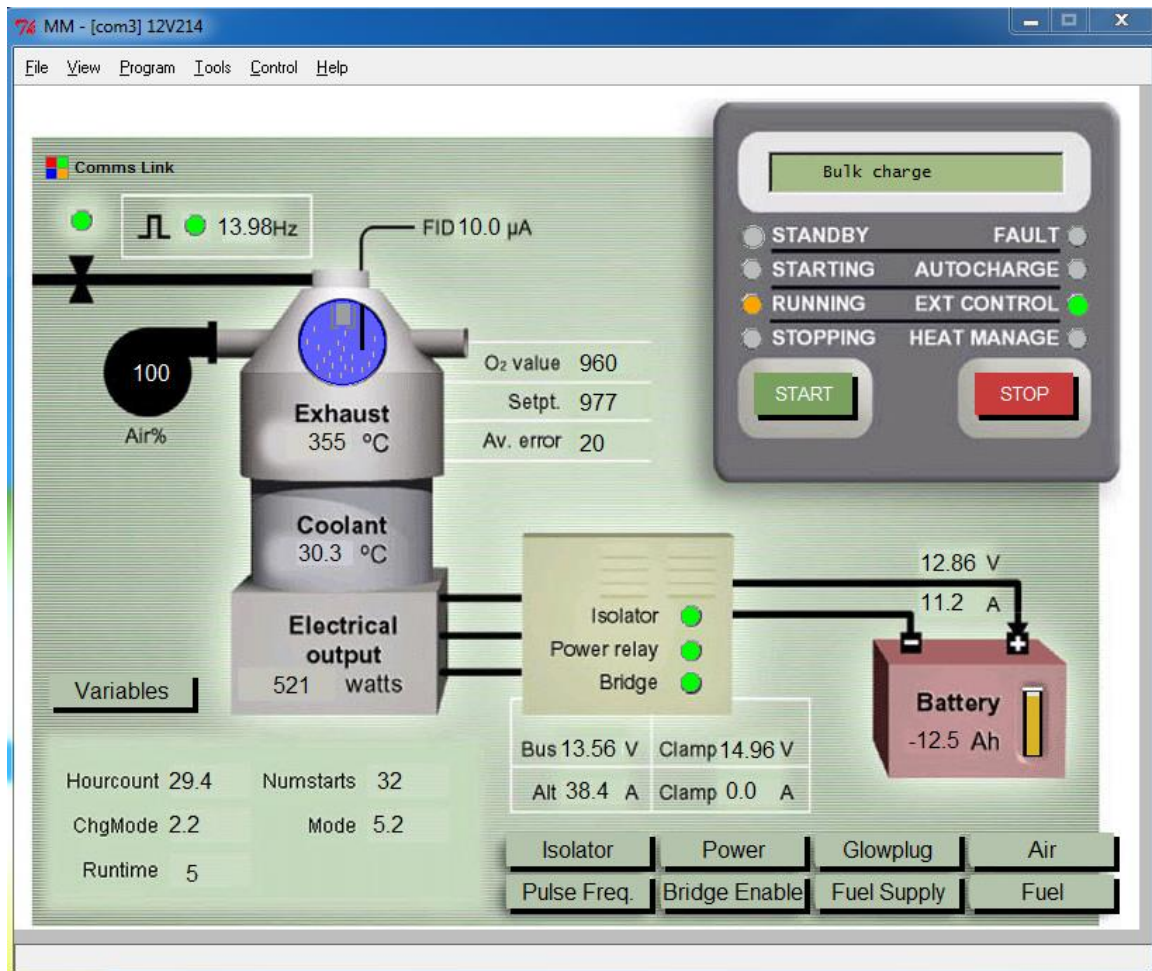 MM - [com3] 12V214
File View Program Tools Control Help
Comms Link
13.98Hz
FID 10.0 µA
100
Air%
Exhaust
355 ºC
O₂ value 960
Setpt. 977
Av. error 20
Coolant
30.3 ºC
Electrical
output
521 watts
Variables
Hourcount 29.4 Numstarts 32
ChgMode 2.2 Mode 5.2
Runtime 5
Bulk charge
STANDBY FAULT
STARTING AUTOCHARGE
RUNNING EXT CONTROL
STOPPING HEAT MANAGE
START STOP
Isolator
Power relay
Bridge
Bus 13.56 V Clamp 14.96 V
Alt 38.4 A Clamp 0.0 A
12.86 V
11.2 A
Battery
-12.5 Ah
Isolator Power Glowplug Air
Pulse Freq. Bridge Enable Fuel Supply Fuel